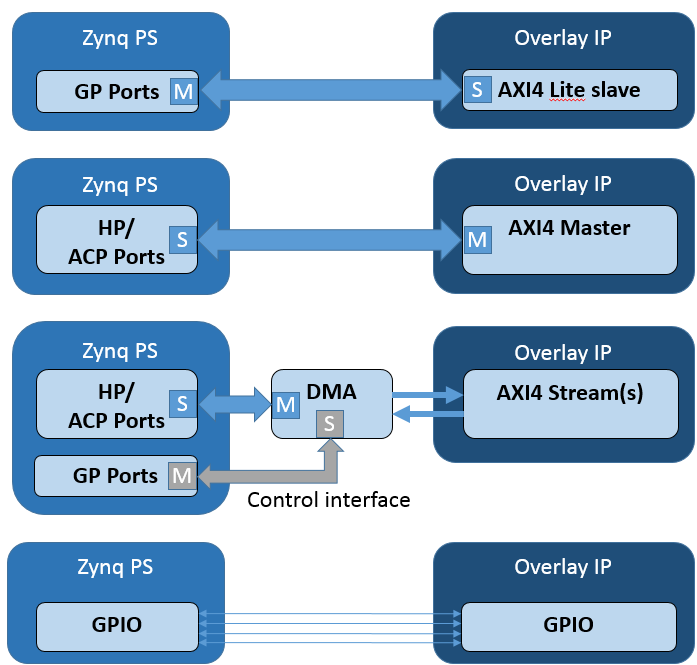 Zynq PS
Overlay IP
GP Ports
M
S
AXI4 Lite slave
Zynq PS
Overlay IP
HP/
ACP Ports
S
M
AXI4 Master
Zynq PS
Overlay IP
HP/
ACP Ports
S
M
DMA
S
AXI4 Stream(s)
GP Ports
M
Control interface
Zynq PS
Overlay IP
GPIO
GPIO